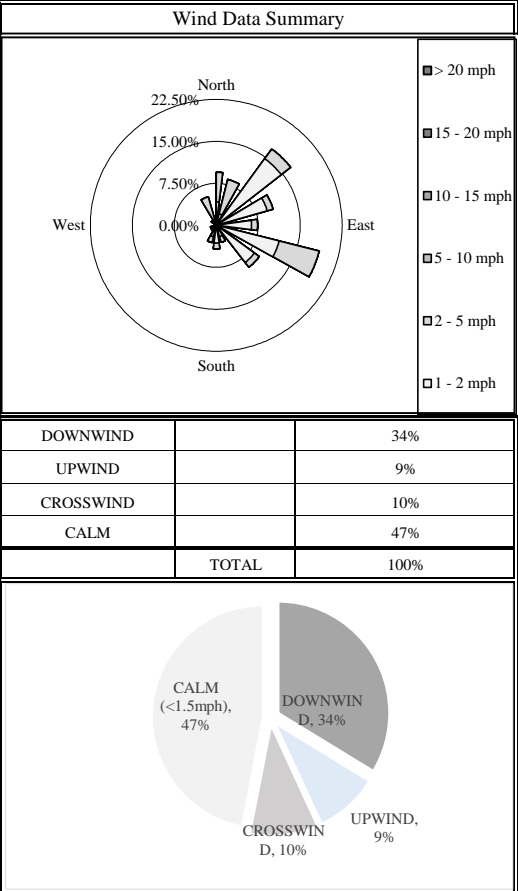 Wind Data Summary
North
22.50%
15.00%
7.50%
0.00%
West
East
South
> 20 mph
15 - 20 mph
10 - 15 mph
5 - 10 mph
2 - 5 mph
1 - 2 mph
DOWNWIND 34%
UPWIND 9%
CROSSWIND 10%
CALM 47%
TOTAL 100%
CALM
(<1.5mph),
47%
DOWNWIN
D, 34%
UPWIND,
9%
CROSSWIN
D, 10%